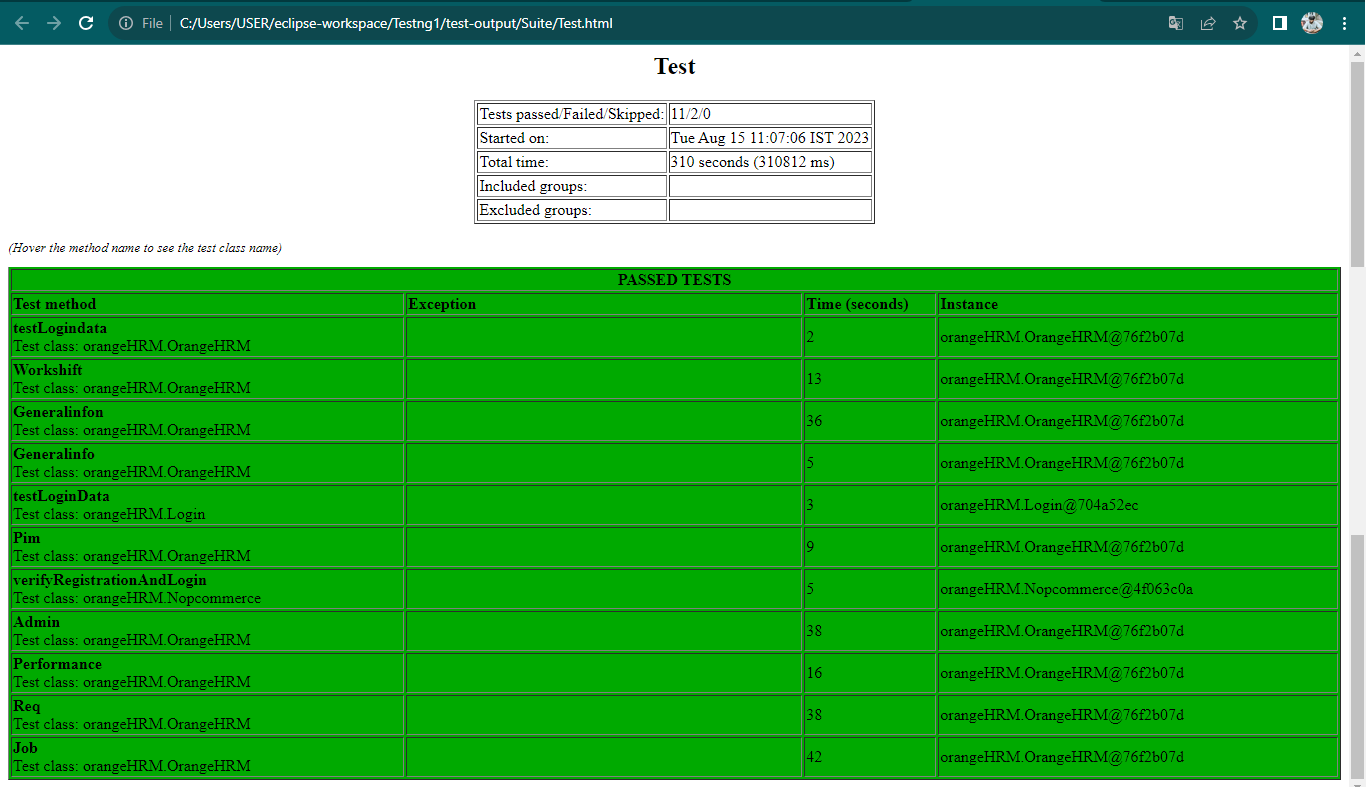 File C:/Users/USER/eclipse-workspace/Testng1/test-output/Suite/Test.html
Test
Tests passed/Failed/Skipped: 11/2/0
Started on: Tue Aug 15 11:07:06 IST 2023
Total time: 310 seconds (310812 ms)
Included groups:
Excluded groups:
(Hover the method name to see the test class name)
PASSED TESTS
Test method Exception Time (seconds) Instance
testLogindata
Test class: orangeHRM.OrangeHRM 2 orangeHRM.OrangeHRM@76f2b07d
Workshift
Test class: orangeHRM.OrangeHRM 13 orangeHRM.OrangeHRM@76f2b07d
Generalinfon
Test class: orangeHRM.OrangeHRM 36 orangeHRM.OrangeHRM@76f2b07d
Generalinfo
Test class: orangeHRM.OrangeHRM 5 orangeHRM.OrangeHRM@76f2b07d
testLoginData
Test class: orangeHRM.Login 3 orangeHRM.Login@704a52ec
Pim
Test class: orangeHRM.OrangeHRM 9 orangeHRM.OrangeHRM@76f2b07d
verifyRegistrationAndLogin
Test class: orangeHRM.Nopcommerce 5 orangeHRM.Nopcommerce@4f063c0a
Admin
Test class: orangeHRM.OrangeHRM 38 orangeHRM.OrangeHRM@76f2b07d
Performance
Test class: orangeHRM.OrangeHRM 16 orangeHRM.OrangeHRM@76f2b07d
Req
Test class: orangeHRM.OrangeHRM 38 orangeHRM.OrangeHRM@76f2b07d
Job
Test class: orangeHRM.OrangeHRM 42 orangeHRM.OrangeHRM@76f2b07d